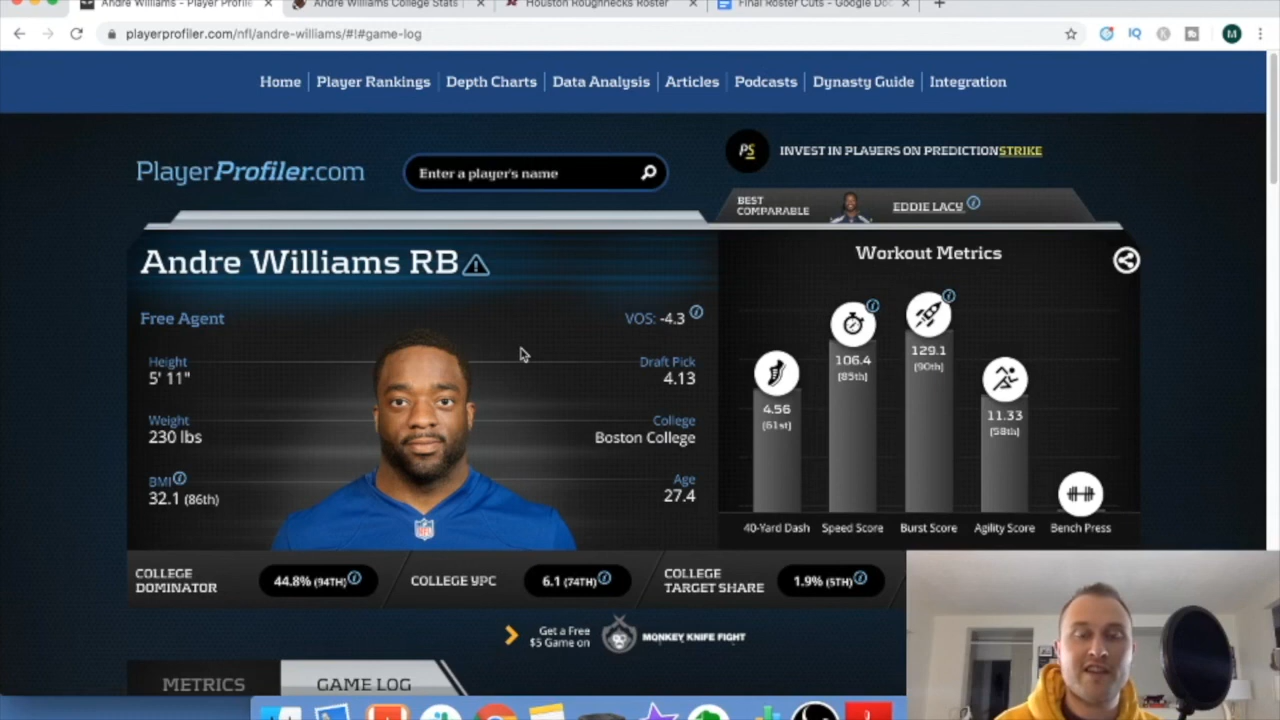 Andre Williams - Player Profile
Andre Williams College Stats
Houston Roughnecks Roster
Final Roster Cuts - Google Doc
playerprofiler.com/nfl/andre-williams/#!#game-log
IQ
M
Home
Player Rankings
Depth Charts
Data Analysis
Articles
Podcasts
Dynasty Guide
Integration
PlayerProfiler.com
Enter a player's name
PS
INVEST IN PLAYERS ON PREDICTIONSTRIKE
BEST
COMPARABLE
EDDIE LACY
Andre Williams RB
Workout Metrics
Free Agent
VOS: -4.3
Height
5' 11"
Draft Pick
4.13
Weight
230 lbs
College
Boston College
BMI
32.1 (86th)
Age
27.4
4.56
(61st)
106.4
(85th)
129.1
(90th)
11.33
(58th)
40-Yard Dash
Speed Score
Burst Score
Agility Score
Bench Press
COLLEGE
DOMINATOR
44.8% (94TH)
COLLEGE YPC
6.1 (74TH)
COLLEGE
TARGET SHARE
1.9% (5TH)
Get a Free
$5 Game on
MONKEY KNIFE FIGHT
METRICS
GAME LOG